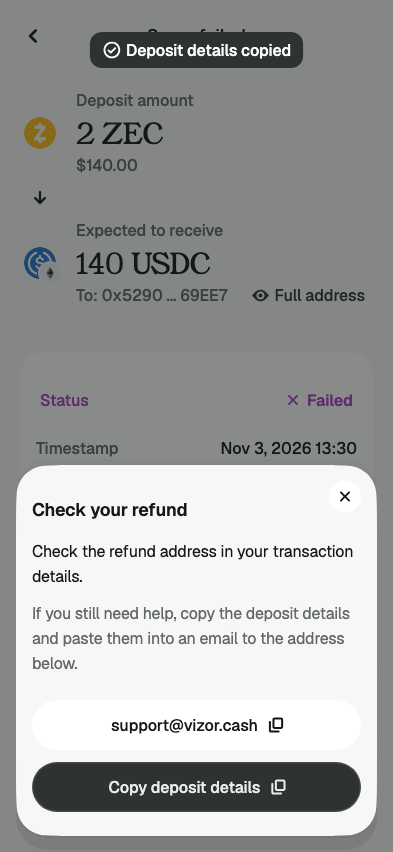 Deposit details copied
Deposit amount
2 ZEC
$140.00
Expected to receive
140 USDC
To: 0x5290 ... 69EE7
Full address
Status
Failed
Timestamp
Nov 3, 2026 13:30
Check your refund
Check the refund address in your transaction
details.
If you still need help, copy the deposit details
and paste them into an email to the address
below.
support@vizor.cash
Copy deposit details